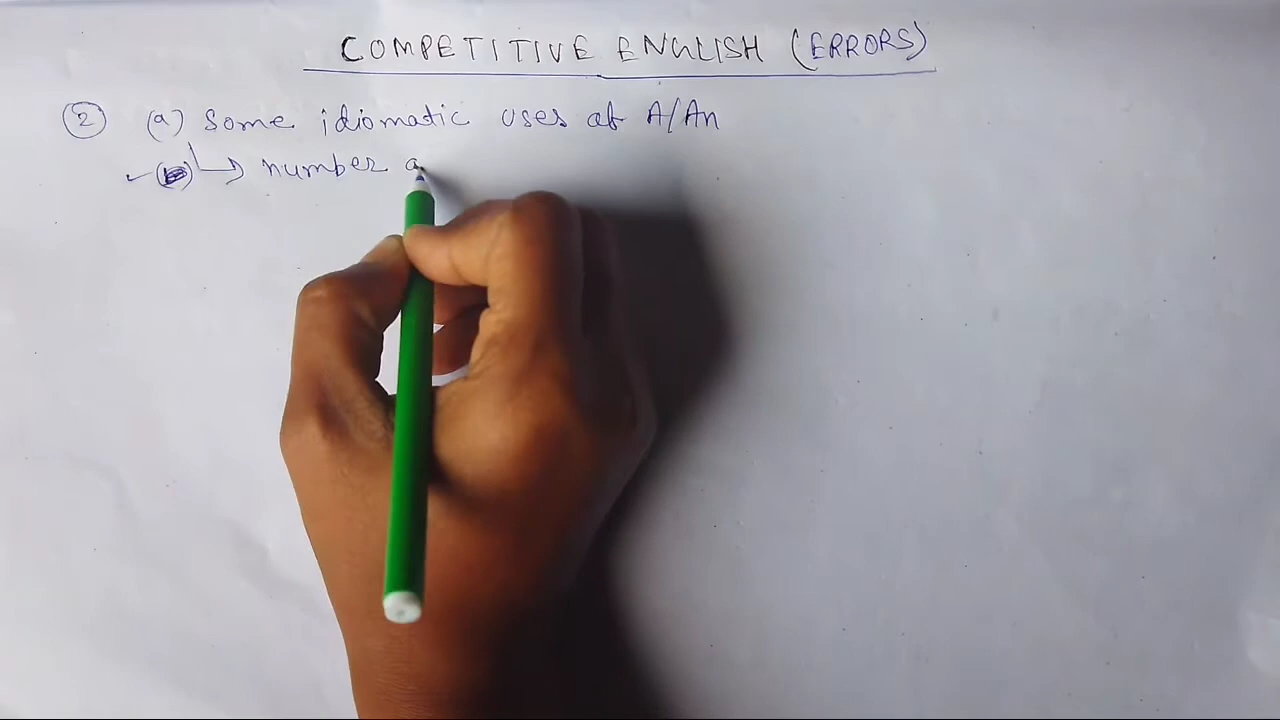 COMPETITIVE ENGLISH (ERRORS)
2 (a) Some idiomatic uses of A/An
number a